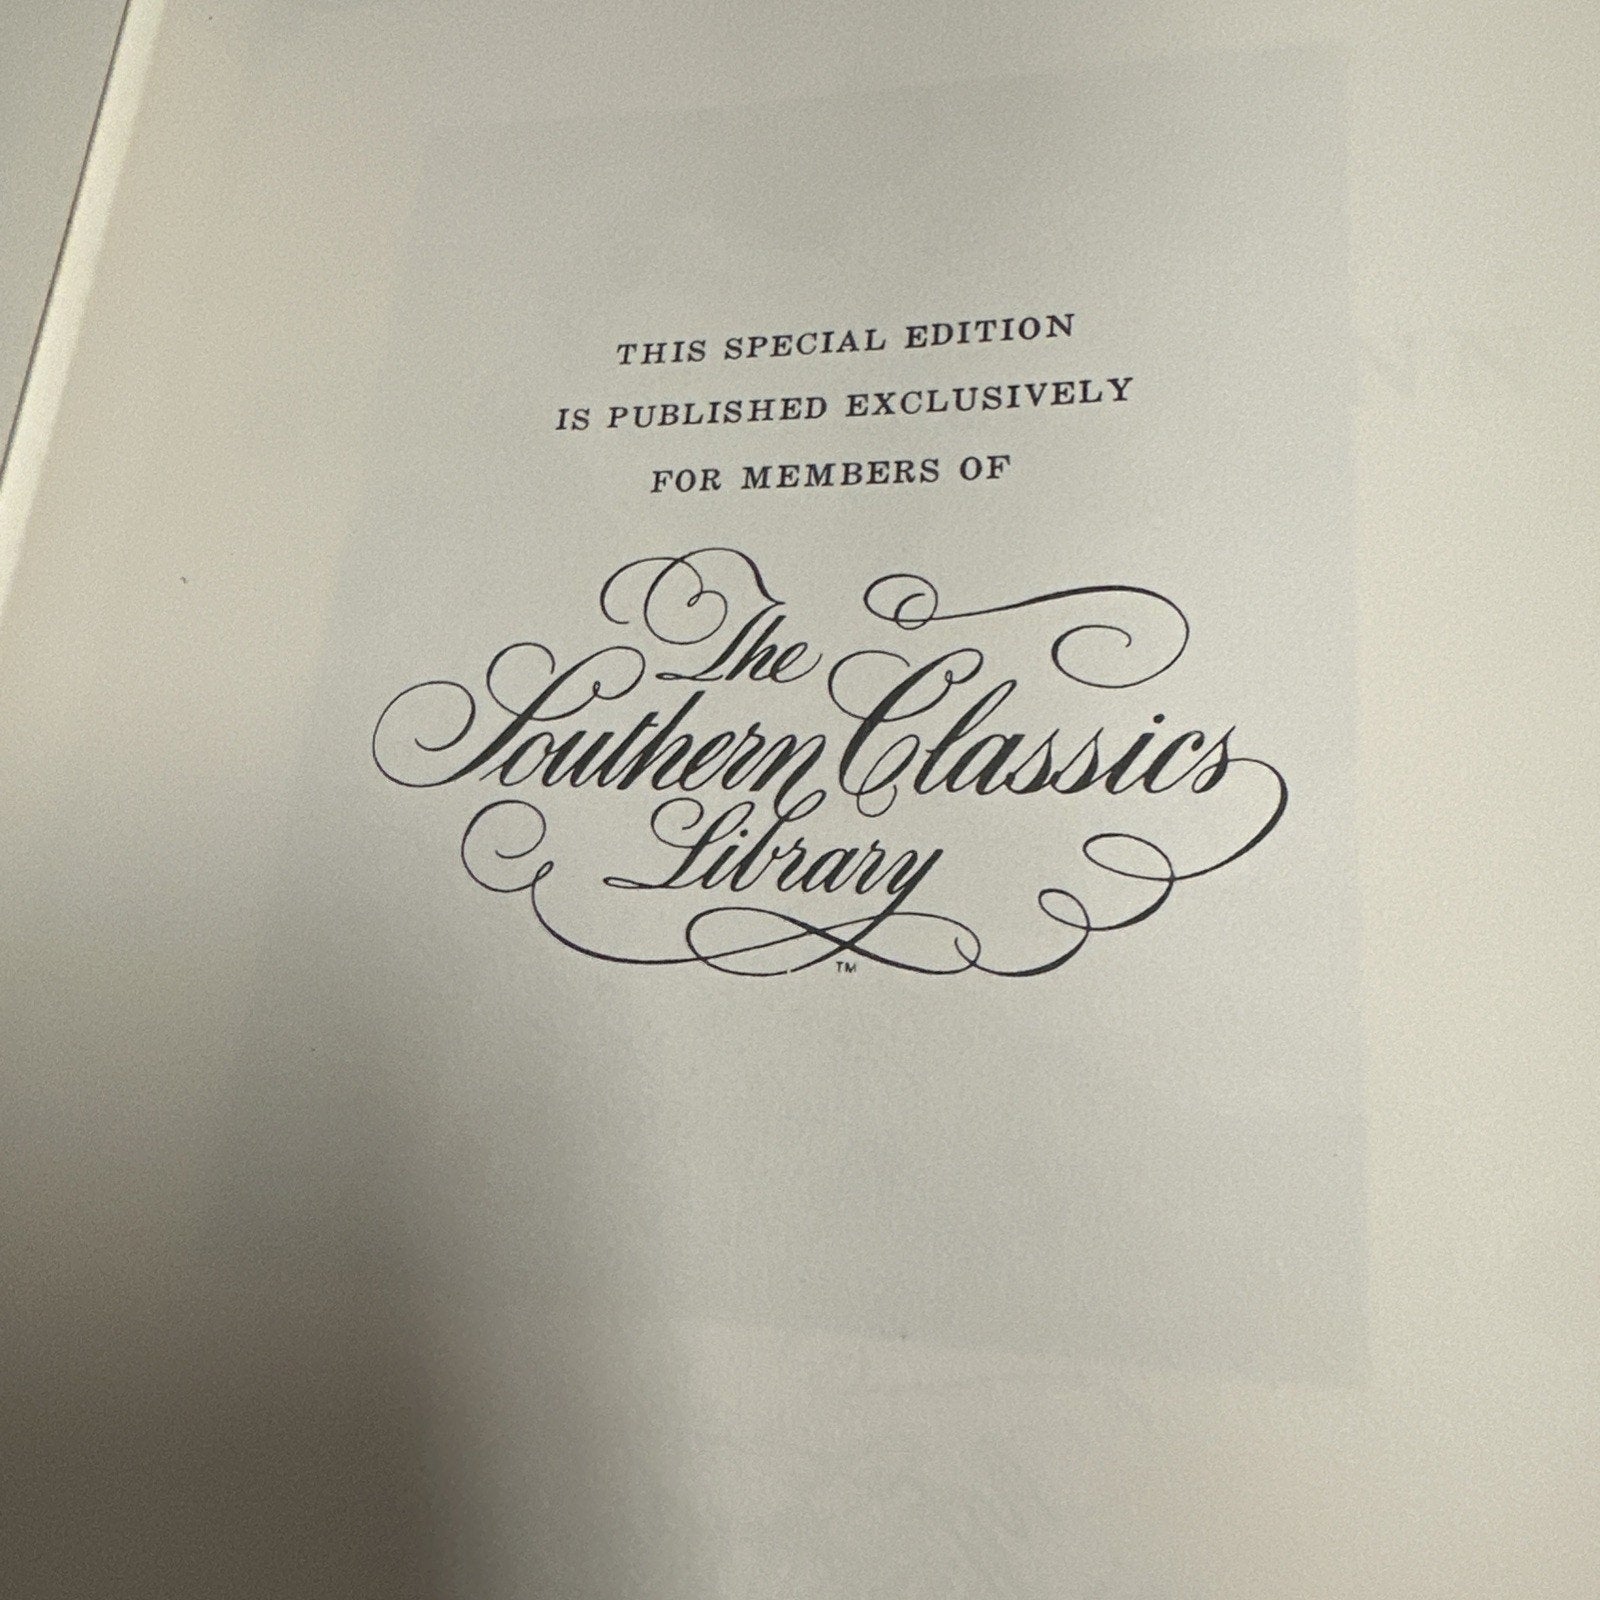 THIS SPECIAL EDITION
IS PUBLISHED EXCLUSIVELY
FOR MEMBERS OF
The
Southern Classics
Library
TM